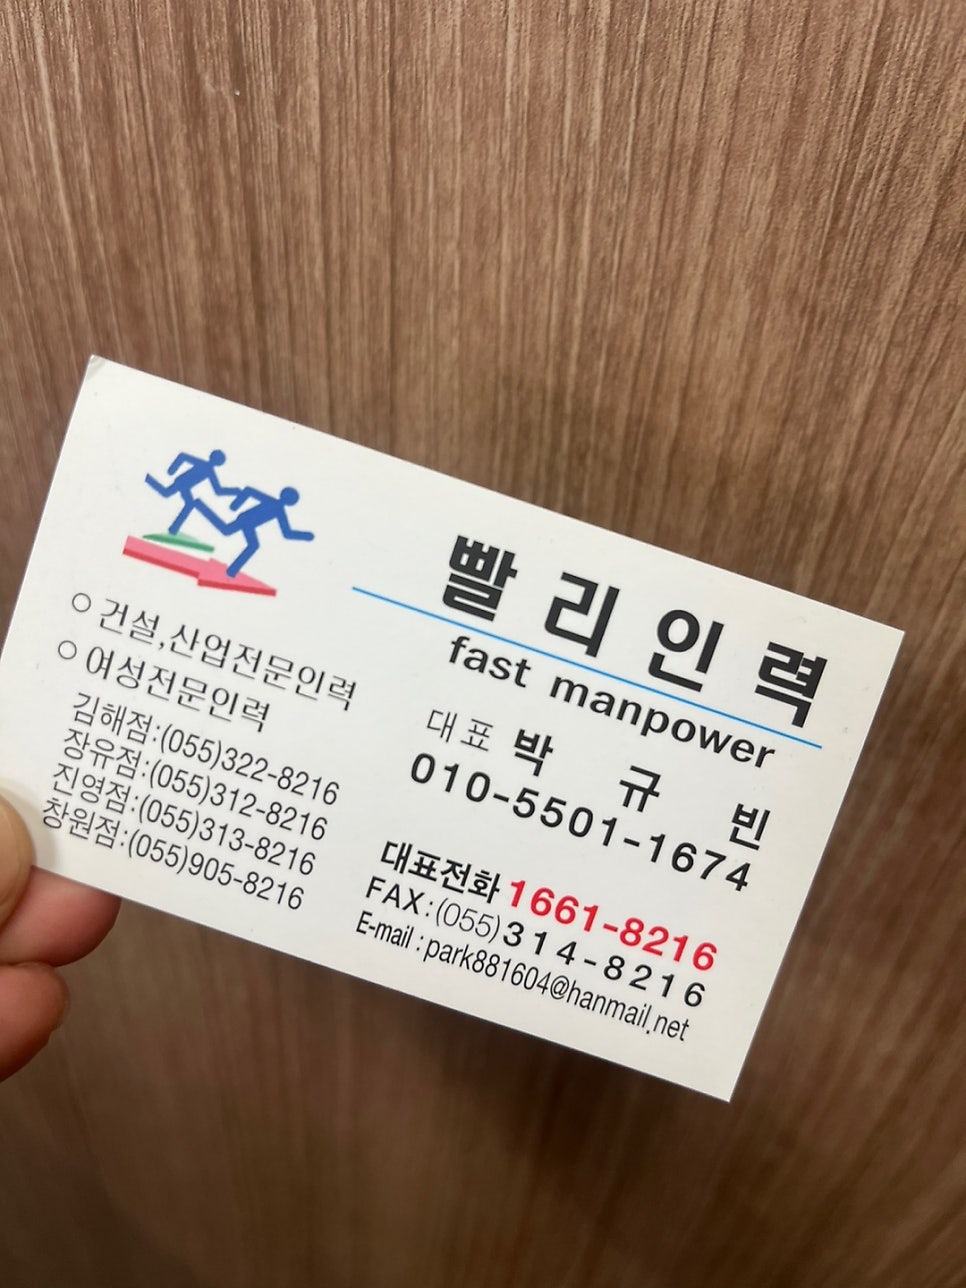 빨리인력
fast manpower
대표 박규빈
010-5501-1674
대표전화 1661-8216
FAX:(055)314-8216
E-mail : park881604@hanmail.net
○ 건설,산업전문인력
○ 여성전문인력
김해점:(055)322-8216
장유점:(055)312-8216
진영점:(055)313-8216
창원점:(055)905-8216